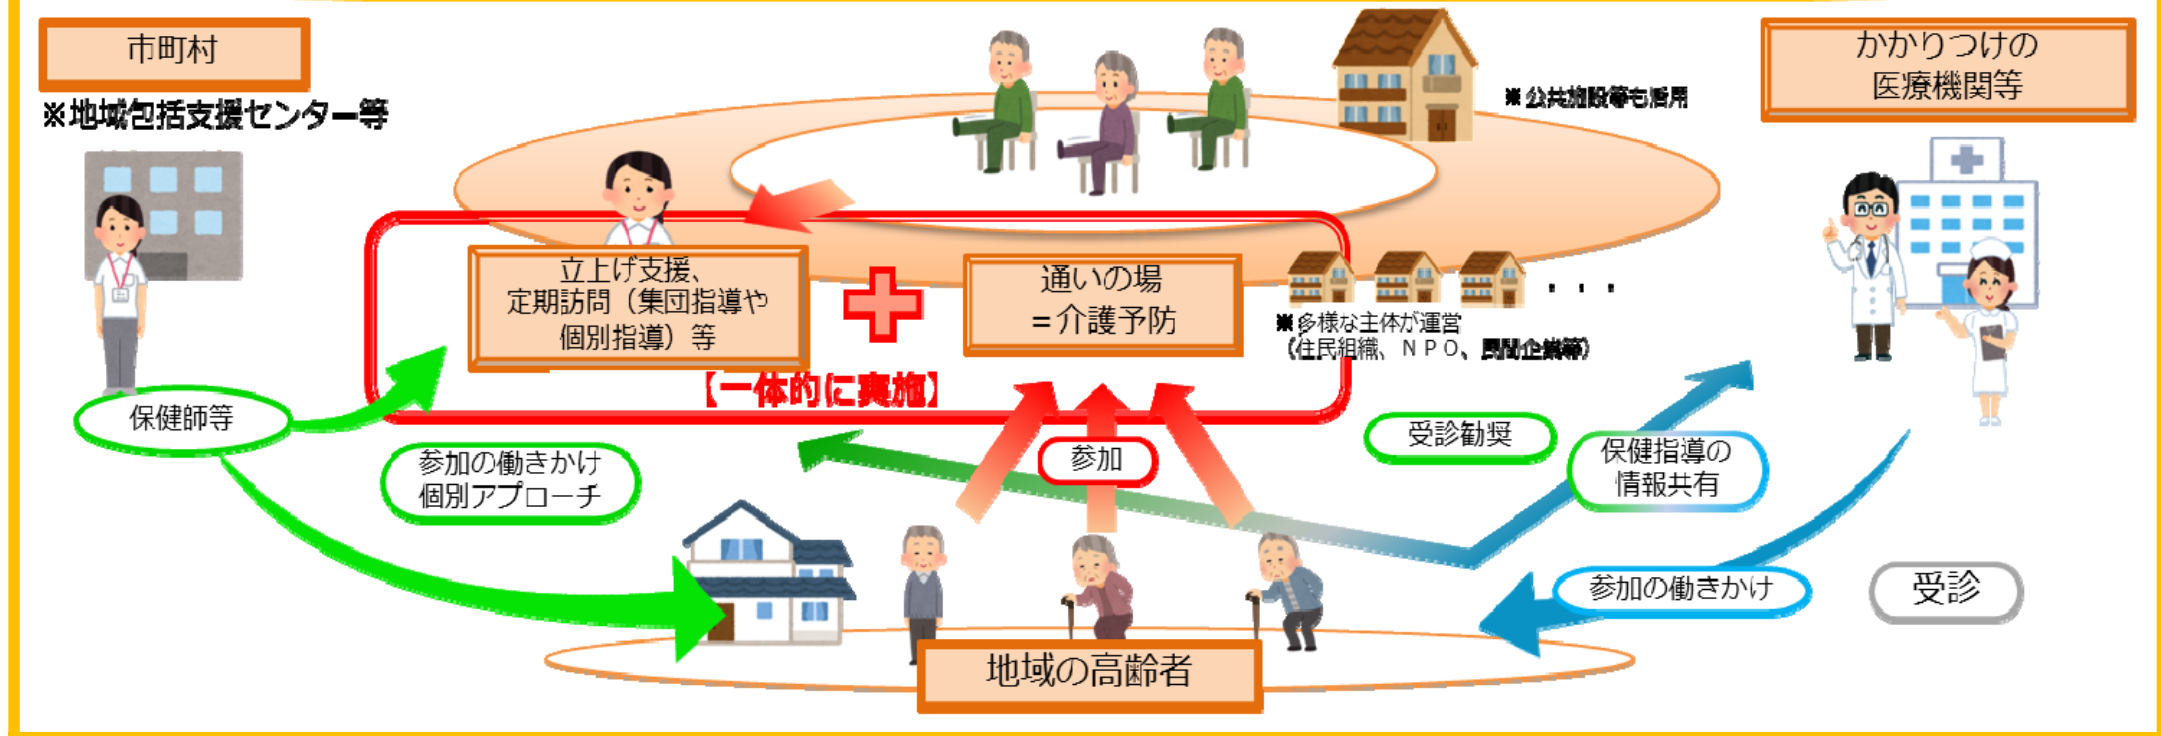 市町村
※地域包括支援センター等
かかりつけの
医療機関等
※公共施設等も活用
立上げ支援、
定期訪問（集団指導や
個別指導）等
通いの場
＝介護予防
・・・
※多様な主体が運営
（住民組織、ＮＰＯ、民間企業等）
【一体的に実施】
保健師等
参加の働きかけ
個別アプローチ
参加
受診勧奨
保健指導の
情報共有
参加の働きかけ
受診
地域の高齢者